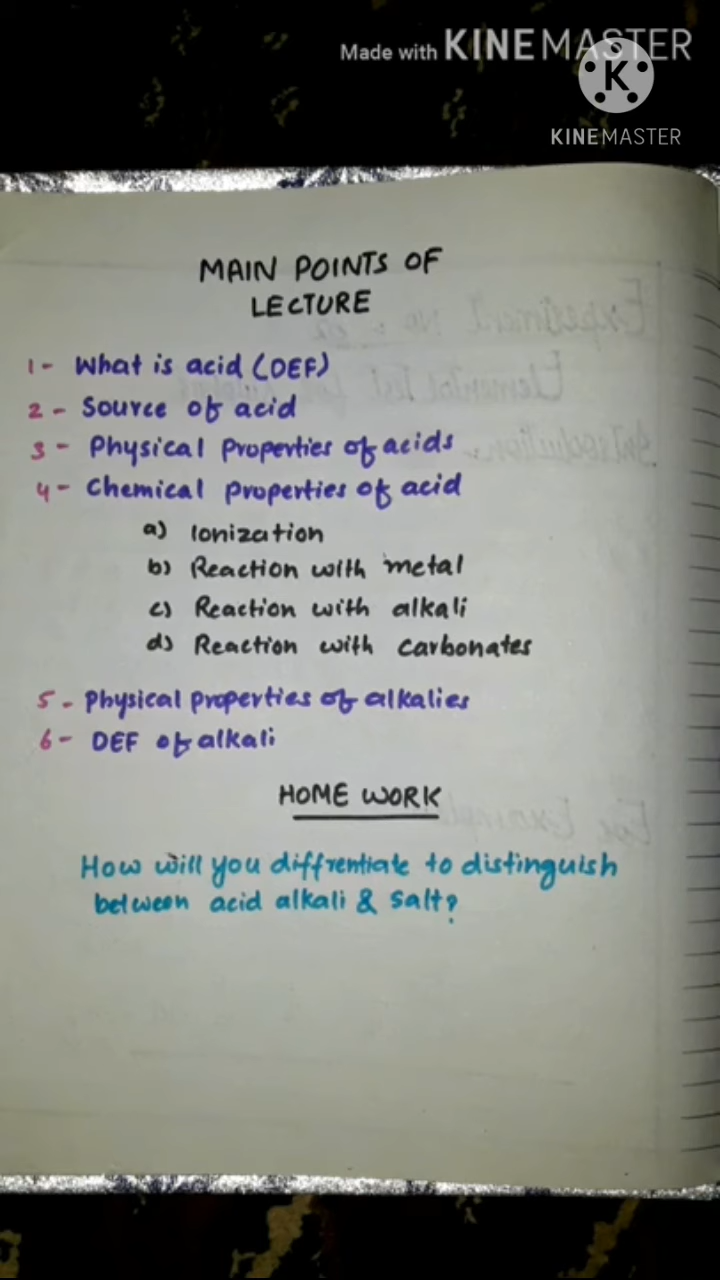 Made with KINEMASTER
K
KINEMASTER
MAIN POINTS OF
LECTURE
1- What is acid (DEF)
2- Source of acid
3- Physical Properties of acids
4- Chemical Properties of acid
a) Ionization
b) Reaction with metal
c) Reaction with alkali
d) Reaction with carbonates
5- Physical properties of alkalies
6- DEF of alkali
HOME WORK
How will you diffrentiate to distinguish
between acid alkali & Salt?